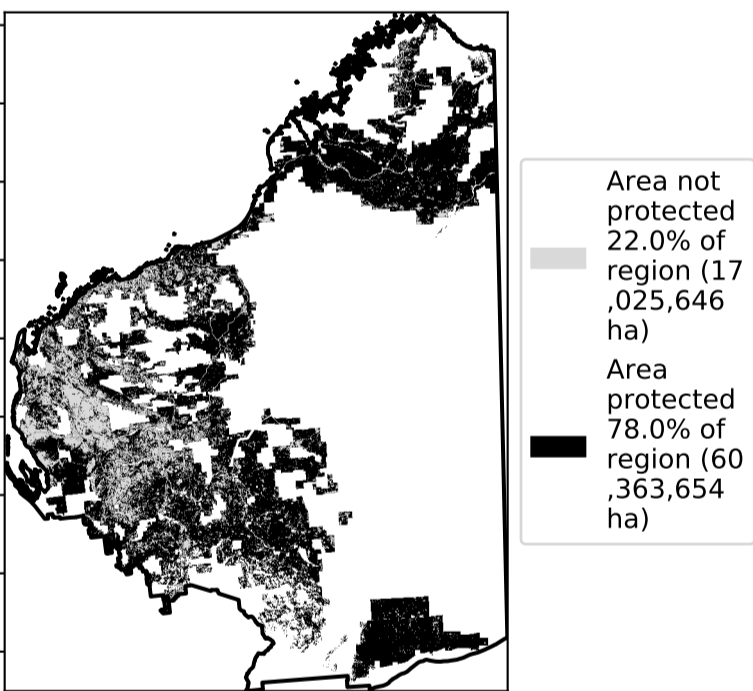 Area not
protected
22.0% of
region (17
,025,646
ha)
Area
protected
78.0% of
region (60
,363,654
ha)